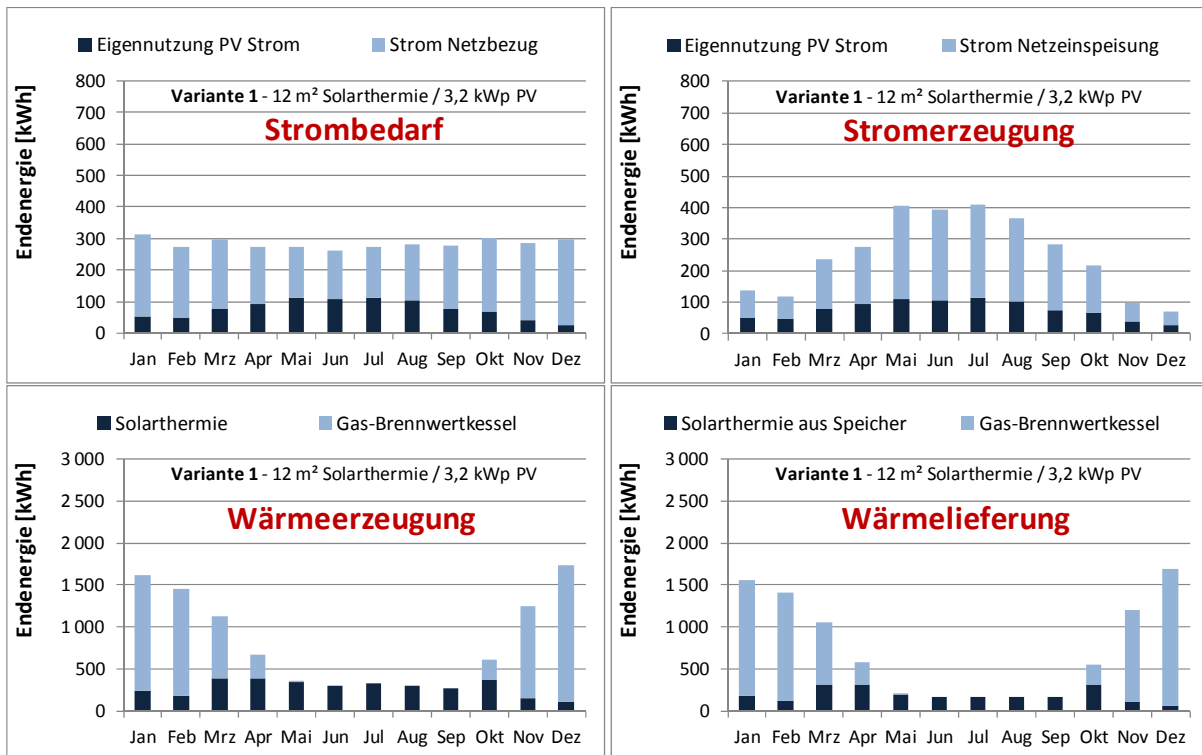 Eigennutzung PV Strom Strom Netzbezug
Endenergie [kWh]
Variante 1 - 12 m² Solarthermie / 3,2 kWp PV
Strombedarf
800
700
600
500
400
300
200
100
0
Jan Feb Mrz Apr Mai Jun Jul Aug Sep Okt Nov Dez
Eigennutzung PV Strom Strom Netzeinspeisung
Endenergie [kWh]
Variante 1 - 12 m² Solarthermie / 3,2 kWp PV
Stromerzeugung
800
700
600
500
400
300
200
100
0
Jan Feb Mrz Apr Mai Jun Jul Aug Sep Okt Nov Dez
Solarthermie Gas-Brennwertkessel
Endenergie [kWh]
Variante 1 - 12 m² Solarthermie / 3,2 kWp PV
Wärmeerzeugung
3 000
2 500
2 000
1 500
1 000
500
0
Jan Feb Mrz Apr Mai Jun Jul Aug Sep Okt Nov Dez
Solarthermie aus Speicher Gas-Brennwertkessel
Endenergie [kWh]
Variante 1 - 12 m² Solarthermie / 3,2 kWp PV
Wärmelieferung
3 000
2 500
2 000
1 500
1 000
500
0
Jan Feb Mrz Apr Mai Jun Jul Aug Sep Okt Nov Dez